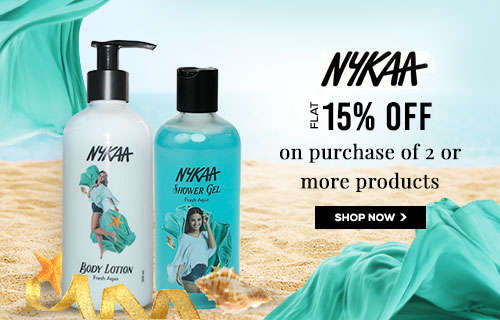 NYKAA
FLAT 15% OFF
on purchase of 2 or
more products
SHOP NOW >
NYKAA
BODY LOTION
Fresh Aqua
NYKAA
SHOWER GEL
Fresh Aqua